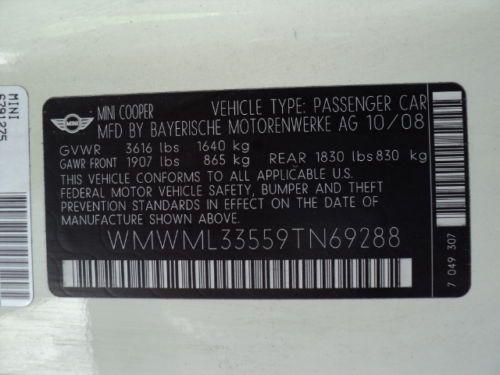 MINI COOPER VEHICLE TYPE: PASSENGER CAR
MFD BY BAYERISCHE MOTORENWERKE AG 10/08
GVWR 3616 lbs 1640 kg
GAWR FRONT 1907 lbs 865 kg REAR 1830 lbs 830 kg
THIS VEHICLE CONFORMS TO ALL APPLICABLE U.S.
FEDERAL MOTOR VEHICLE SAFETY, BUMPER AND THEFT
PREVENTION STANDARDS IN EFFECT ON THE DATE OF
MANUFACTURE SHOWN ABOVE.
WMWML33559TN69288
7 049 307
MINI
MINI